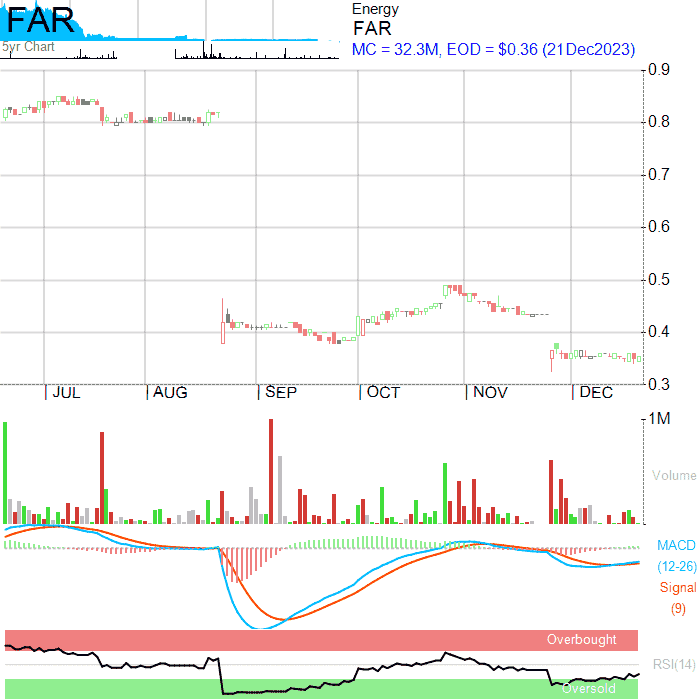 FAR
5yr Chart
Energy
FAR
MC = 32.3M, EOD = $0.36 (21Dec2023)
0.9
0.8
0.7
0.6
0.5
0.4
0.3
JUL AUG SEP OCT NOV DEC
1M
Volume
MACD
(12-26)
Signal
(9)
Overbought
RSI(14)
Oversold